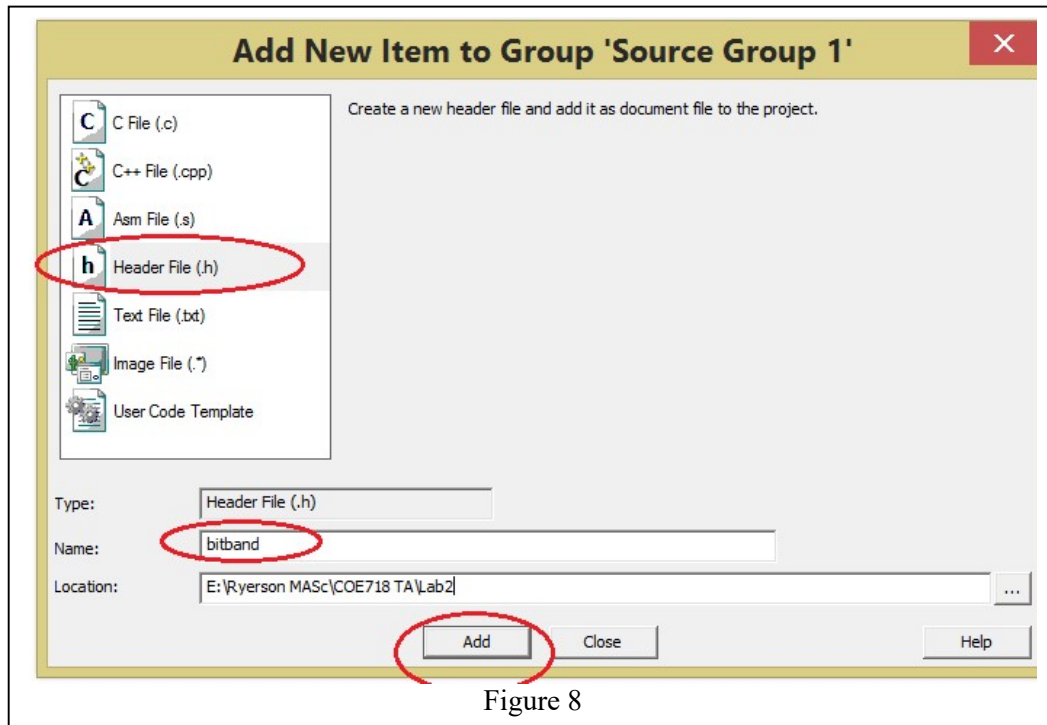 Add New Item to Group 'Source Group 1'
C File (.c)
Create a new header file and add it as document file to the project.
C++ File (.cpp)
Asm File (.s)
Header File (.h)
Text File (.txt)
Image File (.*)
User Code Template
Type:
Header File (.h)
Name:
bitband
Location:
E:\Ryerson MASc\COE718 TA\Lab2
...
Add
Close
Help
Figure 8